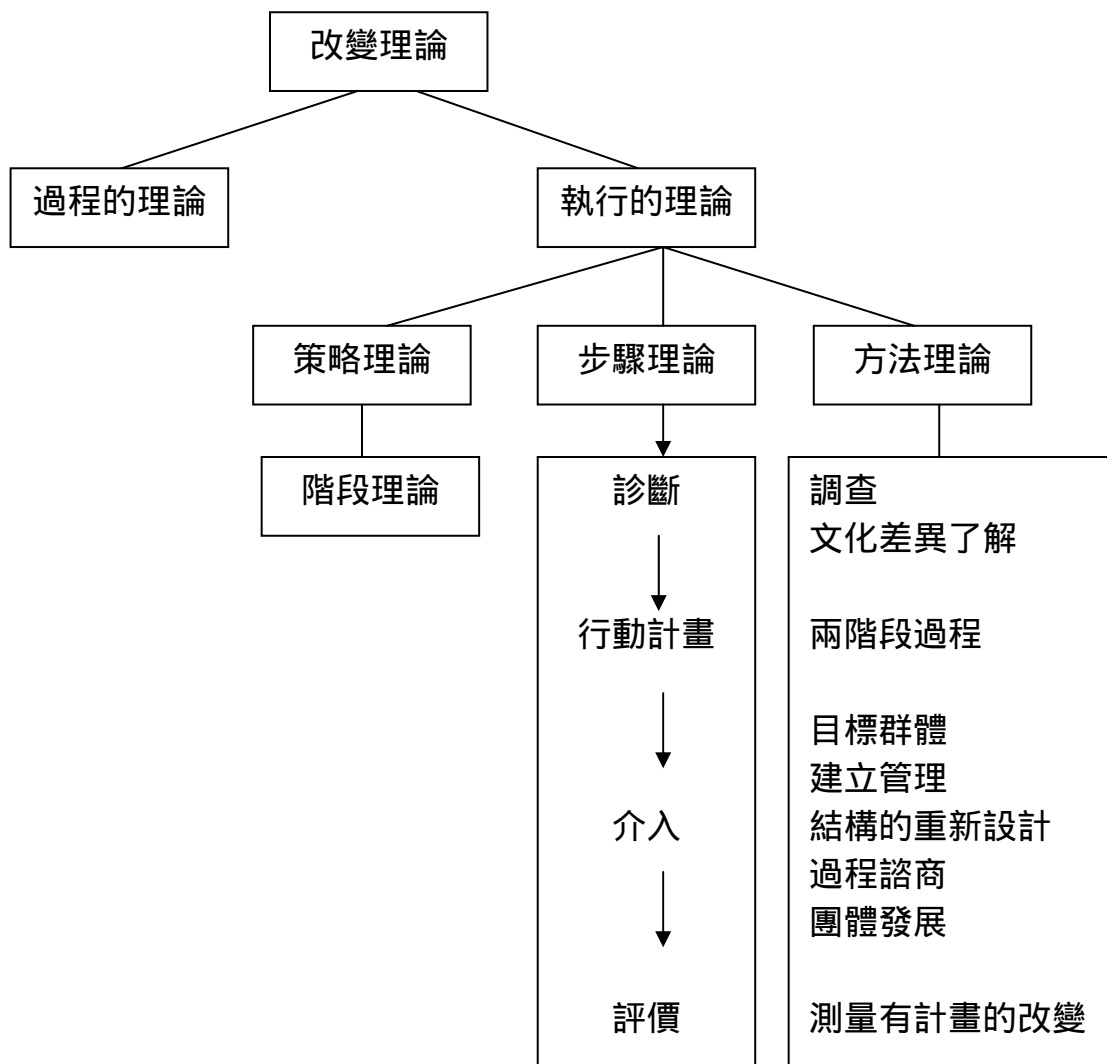 改變理論
過程的理論
執行的理論
策略理論
步驟理論
方法理論
階段理論
診斷
行動計畫
介入
評價
調查
文化差異了解
兩階段過程
目標群體
建立管理
結構的重新設計
過程諮商
團體發展
測量有計畫的改變